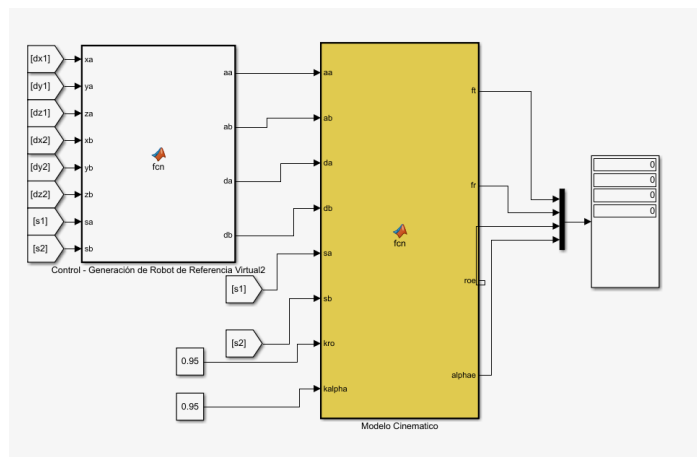 [dx1]
[dy1]
[dz1]
[dx2]
[dy2]
[dz2]
[s1]
[s2]
xa
ya
za
xb
yb
zb
sa
sb
fcn
aa
ab
da
db
Control - Generación de Robot de Referencia Virtual2
[s1]
[s2]
0.95
0.95
aa
ab
da
db
sa
sb
kro
kalpha
fcn
ft
fr
roe
alphae
Modelo Cinematico
0
0
0
0